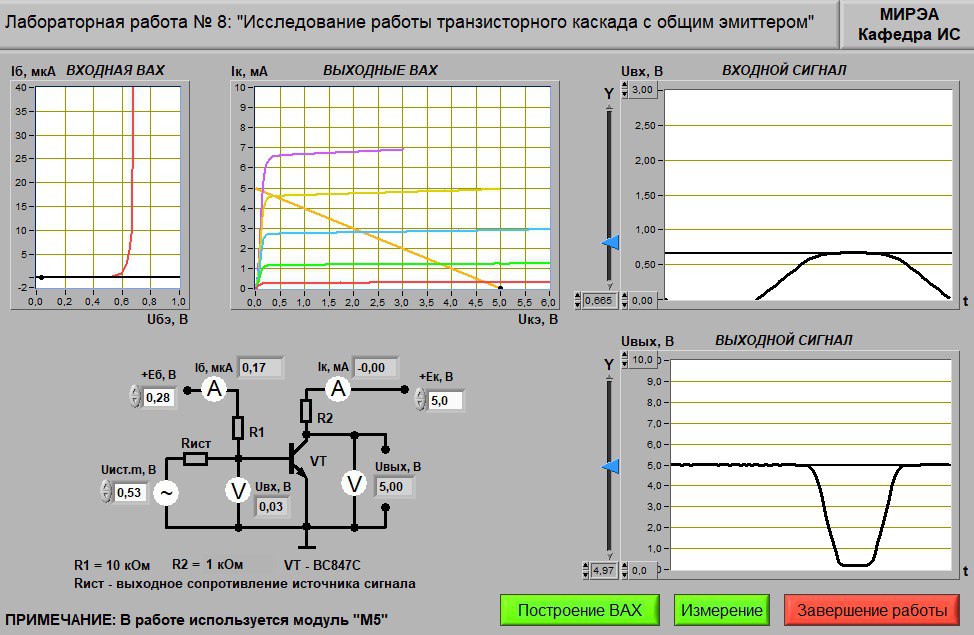 Лабораторная работа № 8: "Исследование работы транзисторного каскада с общим эмиттером"
МИРЭА
Кафедра ИС
Iб, мкА ВХОДНАЯ ВАХ
40
35
30
25
20
15
10
5
-2
0,0 0,2 0,4 0,6 0,8 1,0
Uбэ, В
Iк, мА ВЫХОДНЫЕ ВАХ
10
9
8
7
6
5
4
3
2
1
0
0,0 0,5 1,0 1,5 2,0 2,5 3,0 3,5 4,0 4,5 5,0 5,5 6,0
Uкэ, В
Uвх, В ВХОДНОЙ СИГНАЛ
Y
3,00
2,50
2,00
1,00
0,50
0,665 0,00 t
Uвых, В ВЫХОДНОЙ СИГНАЛ
Y
10,0
9,0
8,0
7,0
6,0
5,0
4,0
3,0
2,0
1,0
4,97 0,0 t
+Eб, В
0,28
Iб, мкА 0,17
A
Iк, мА -0,00
A
+Eк, В
5,0
R1
R2
Rист
VT
Uист.m, В
0,53
~
V
Uвх, В
0,03
V
Uвых, В
5,00
R1 = 10 кОм R2 = 1 кОм VT - BC847C
Rист - выходное сопротивление источника сигнала
ПРИМЕЧАНИЕ: В работе используется модуль "М5"
Построение ВАХ Измерение Завершение работы